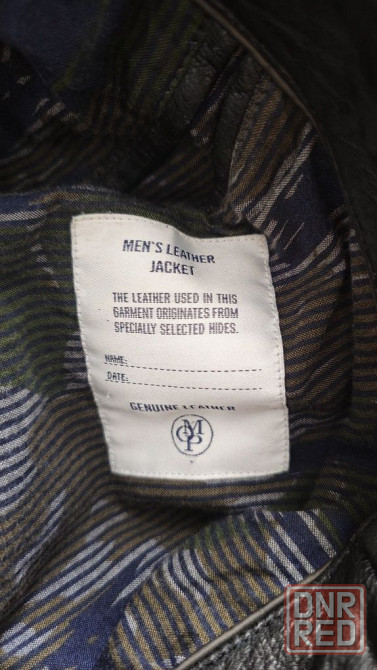 MEN'S LEATHER
JACKET
THE LEATHER USED IN THIS
GARMENT ORIGINATES FROM
SPECIALLY SELECTED HIDES.
NAME:
DATE:
GENUINE LEATHER
MOP
DNR
RED